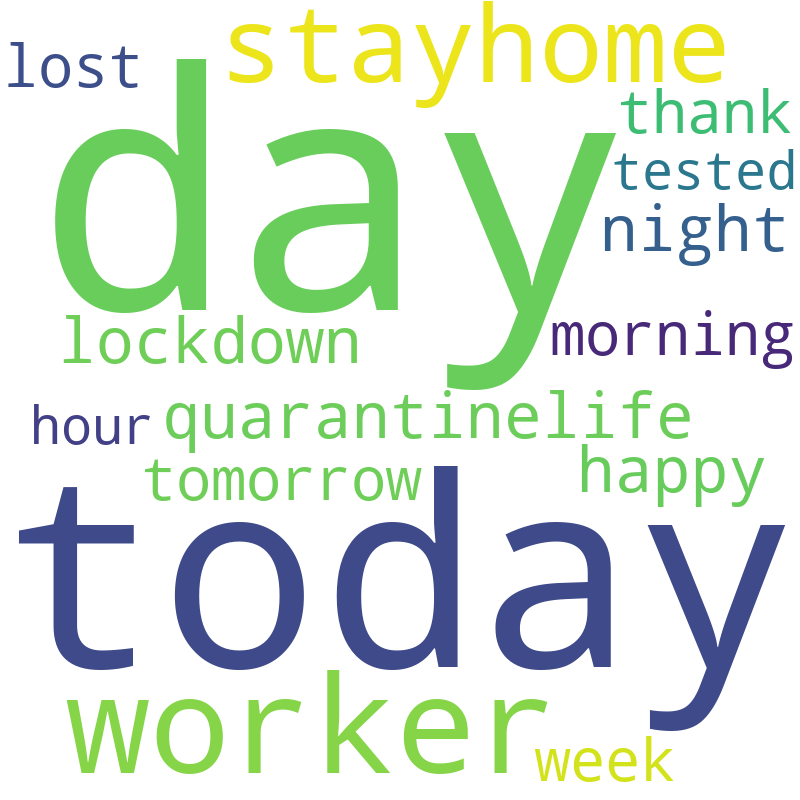 stayhome
lost
day
thank
tested
night
lockdown
morning
quarantinelife
hour
happy
tomorrow
today
worker
week